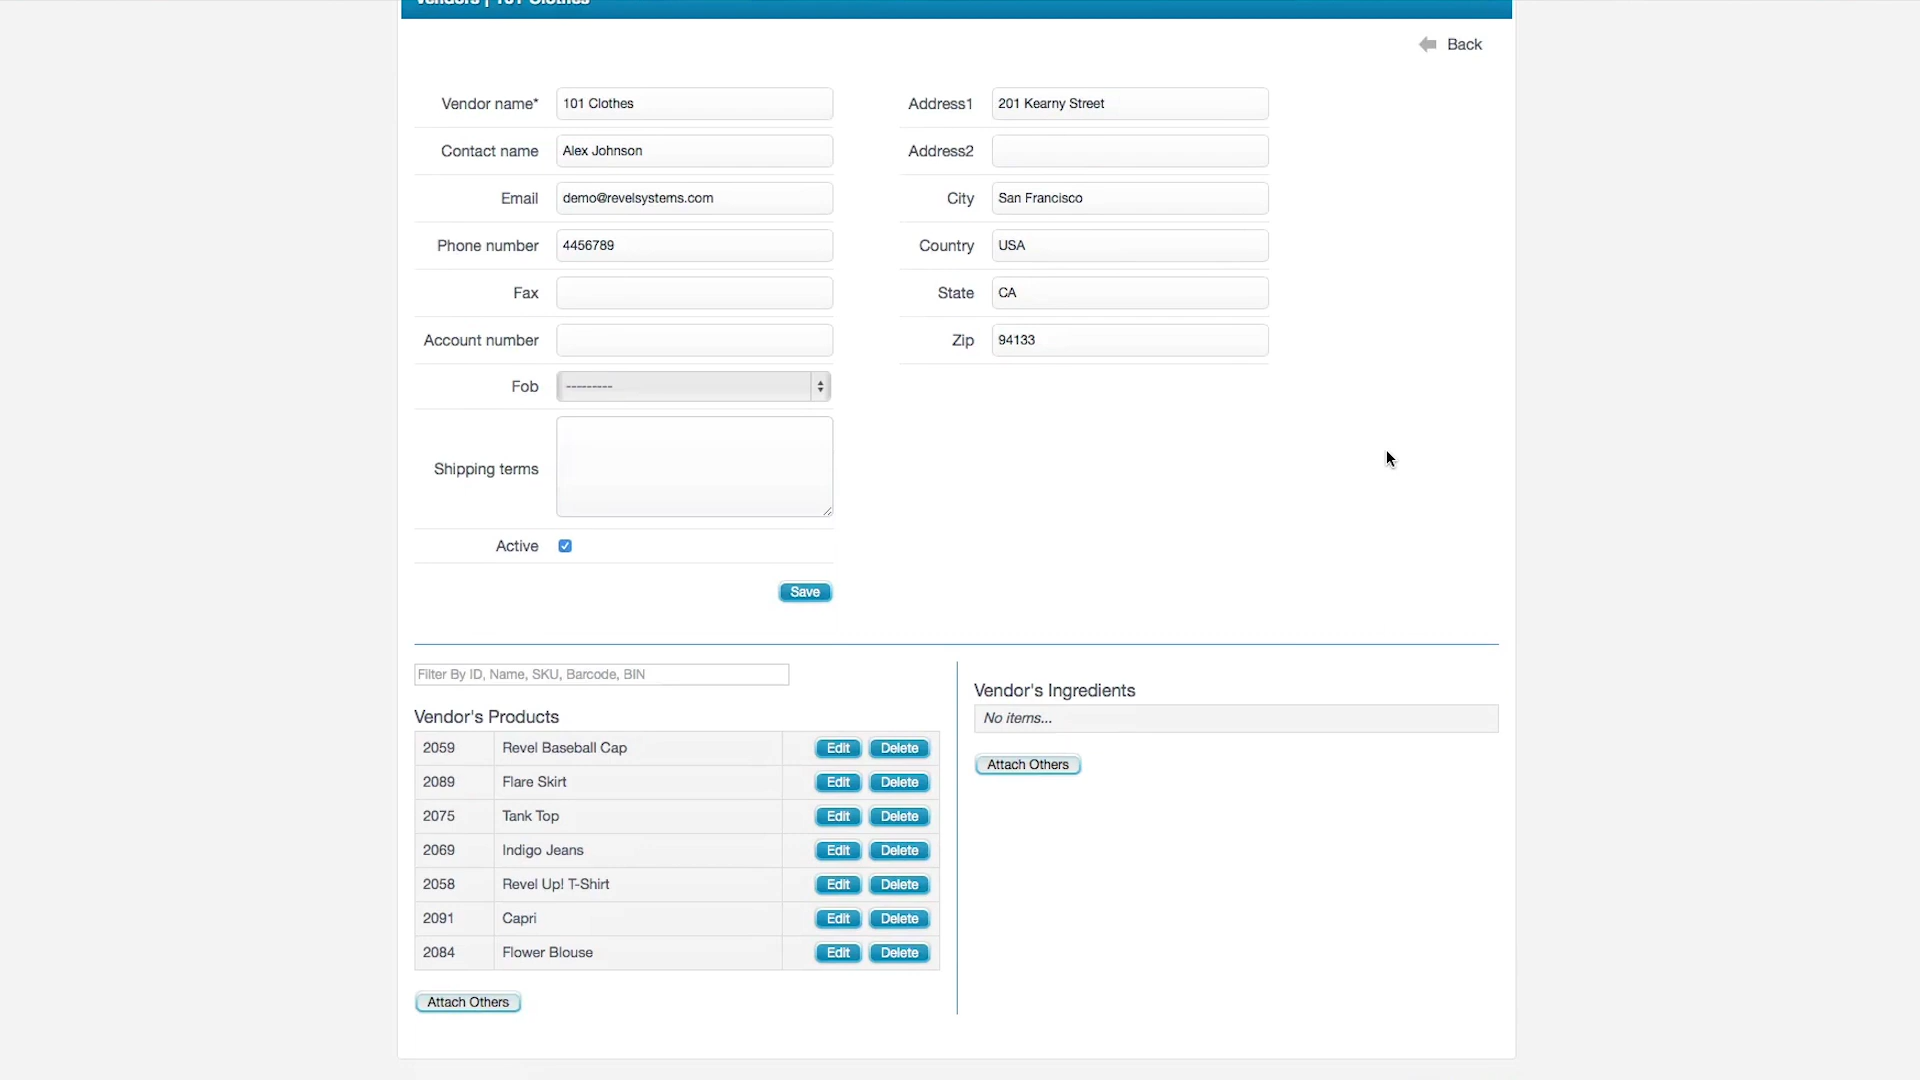 Vendors | 101 Clothes
Back
Vendor name* 101 Clothes
Address1 201 Kearny Street
Contact name Alex Johnson
Address2
Email demo@revelsystems.com
City San Francisco
Phone number 4456789
Country USA
Fax
State CA
Account number
Zip 94133
Fob ---------
Shipping terms
Active
Save
Filter By ID, Name, SKU, Barcode, BIN
Vendor's Products
2059 Revel Baseball Cap Edit Delete
2089 Flare Skirt Edit Delete
2075 Tank Top Edit Delete
2069 Indigo Jeans Edit Delete
2058 Revel Up! T-Shirt Edit Delete
2091 Capri Edit Delete
2084 Flower Blouse Edit Delete
Attach Others
Vendor's Ingredients
No items...
Attach Others